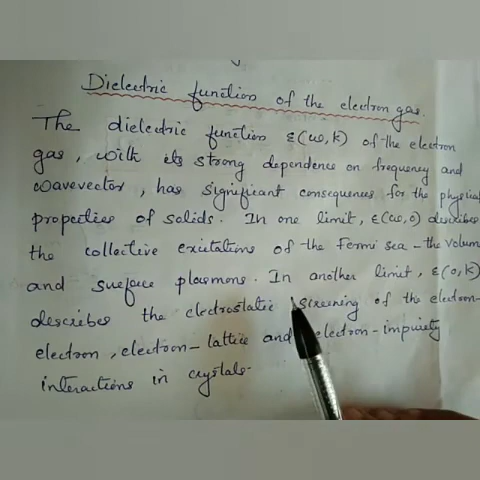 Dielectric function of the electron gas.
The dielectric function ε(ω,k) of the electron
gas, with its strong dependence on frequency and
wavevector, has significant consequences for the physical
properties of solids. In one limit, ε(ω,0) describes
the collective excitations of the Fermi sea - the volum
and surface plasmons. In another limit, ε(0,k)
describes the electrostatic screening of the electron-
electron, electron-lattice and electron-impurity
interactions in crystals.